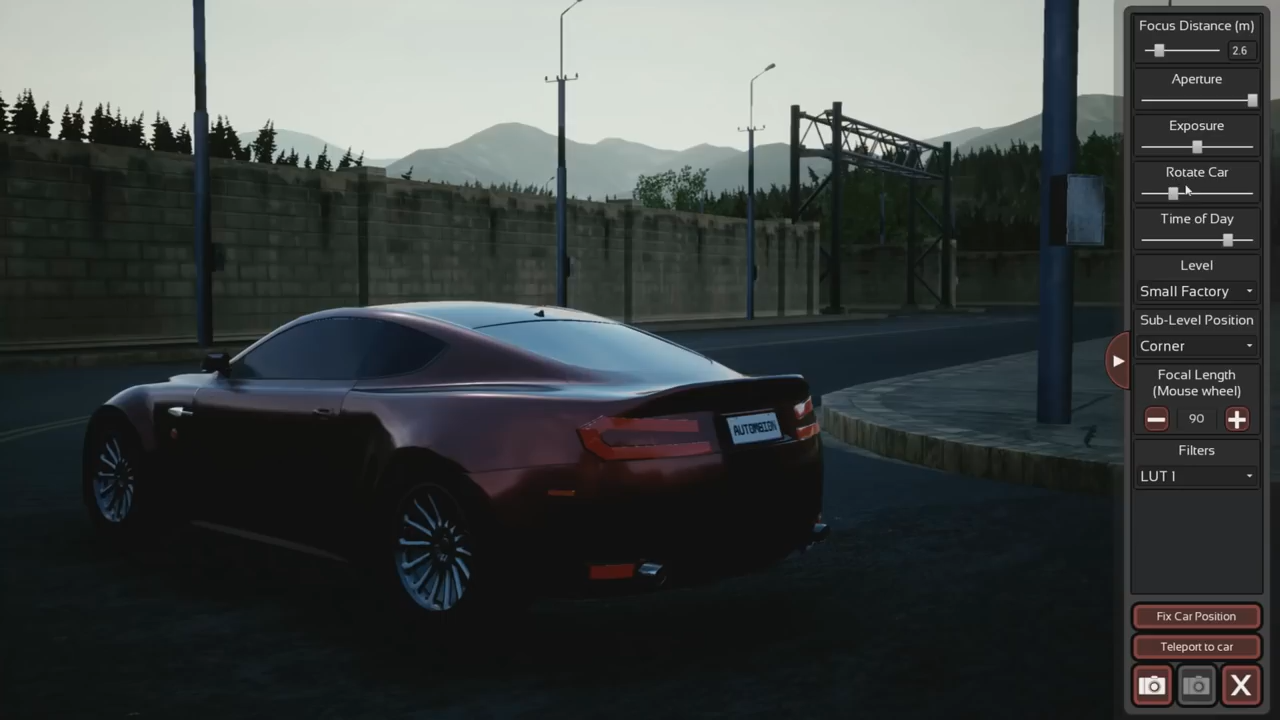 Focus Distance (m)
2.6
Aperture
Exposure
Rotate Car
Time of Day
Level
Small Factory
Sub-Level Position
Corner
Focal Length
(Mouse wheel)
90
Filters
LUT 1
Fix Car Position
Teleport to car
AUTOMATION